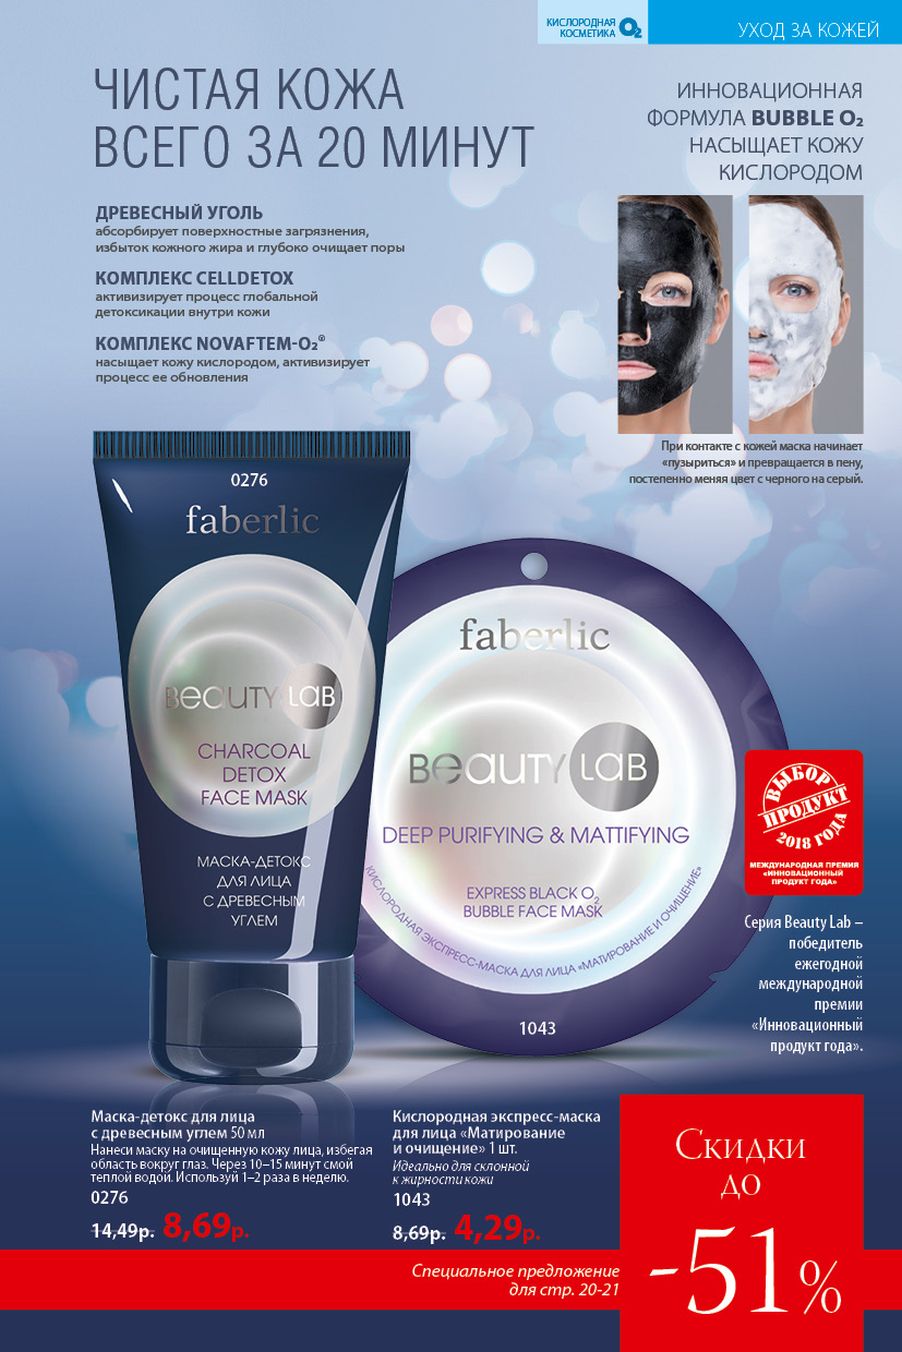 КИСЛОРОДНАЯ
КОСМЕТИКА O2
УХОД ЗА КОЖЕЙ
ЧИСТАЯ КОЖА
ВСЕГО ЗА 20 МИНУТ
ИННОВАЦИОННАЯ
ФОРМУЛА BUBBLE O₂
НАСЫЩАЕТ КОЖУ
КИСЛОРОДОМ
ДРЕВЕСНЫЙ УГОЛЬ
абсорбирует поверхностные загрязнения,
избыток кожного жира и глубоко очищает поры
КОМПЛЕКС CELLDETOX
активизирует процесс глобальной
детоксикации внутри кожи
КОМПЛЕКС NOVAFTEM-O₂®
насыщает кожу кислородом, активизирует
процесс ее обновления
При контакте с кожей маска начинает
«пузыриться» и превращается в пену,
постепенно меняя цвет с черного на серый.
0276
faberlic
BeauTY LAB
CHARCOAL
DETOX
FACE MASK
МАСКА-ДЕТОКС
ДЛЯ ЛИЦА
С ДРЕВЕСНЫМ
УГЛЕМ
faberlic
BeauTY LAB
DEEP PURIFYING & MATTIFYING
EXPRESS BLACK O₂
BUBBLE FACE MASK
КИСЛОРОДНАЯ ЭКСПРЕСС-МАСКА ДЛЯ ЛИЦА «МАТИРОВАНИЕ И ОЧИЩЕНИЕ»
1043
ВЫБОР
ПРОДУКТ
2018 ГОДА
МЕЖДУНАРОДНАЯ ПРЕМИЯ
«ИННОВАЦИОННЫЙ
ПРОДУКТ ГОДА»
Серия Beauty Lab –
победитель
ежегодной
международной
премии
«Инновационный
продукт года».
Маска-детокс для лица
с древесным углем 50 мл
Нанеси маску на очищенную кожу лица, избегая
область вокруг глаз. Через 10–15 минут смой
теплой водой. Используй 1–2 раза в неделю.
0276
14,49р. 8,69р.
Кислородная экспресс-маска
для лица «Матирование
и очищение» 1 шт.
Идеально для склонной
к жирности кожи
1043
8,69р. 4,29р.
Скидки
до
-51%
Специальное предложение
для стр. 20-21